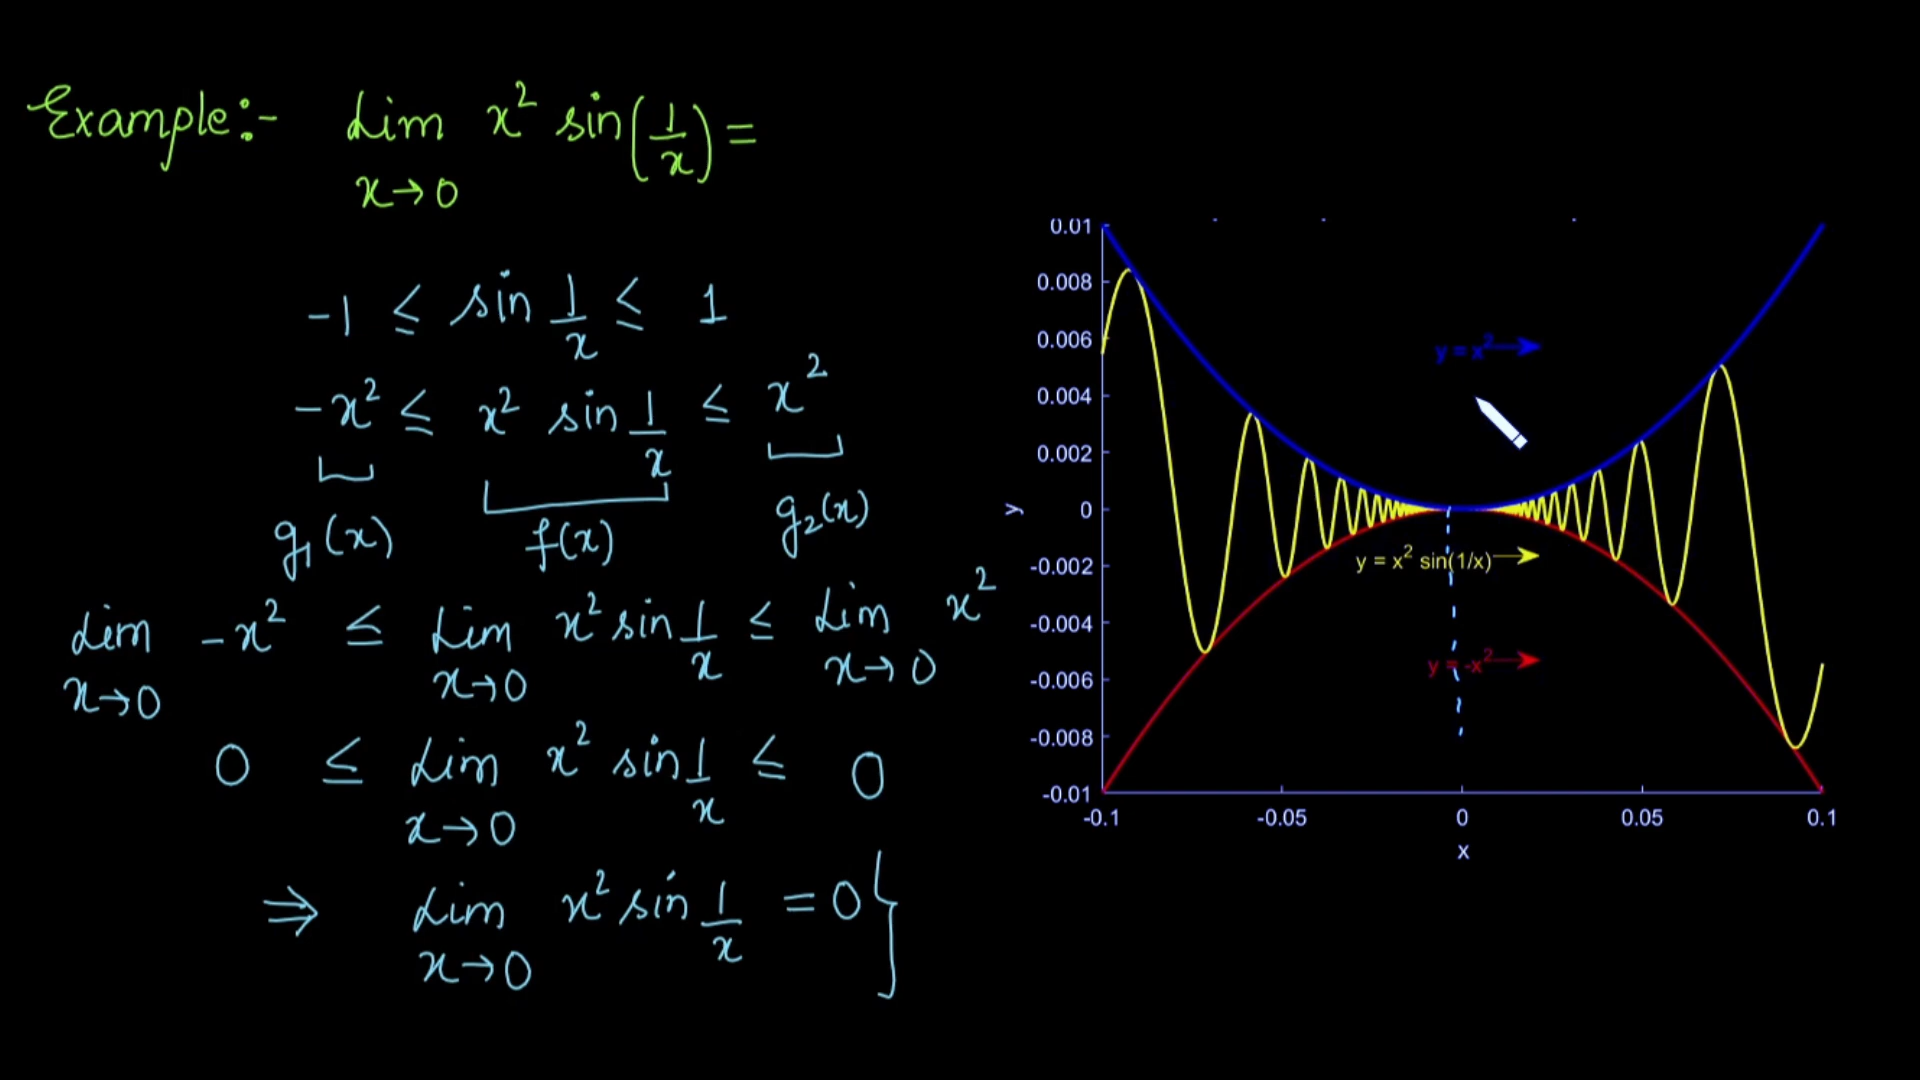 Example:- Lim x² sin(1/x) =
x→0
-1 ≤ sin 1/x ≤ 1
-x² ≤ x² sin 1/x ≤ x²
g₁(x) f(x) g₂(x)
Lim -x² ≤ Lim x² sin 1/x ≤ Lim x²
x→0 x→0 x→0
0 ≤ Lim x² sin 1/x ≤ 0
x→0
⇒ Lim x² sin 1/x = 0
x→0
0.01
0.008
0.006
0.004
0.002
0
-0.002
-0.004
-0.006
-0.008
-0.01
y
y = x²
y = x² sin(1/x)
y = -x²
-0.1 -0.05 0 0.05 0.1
x